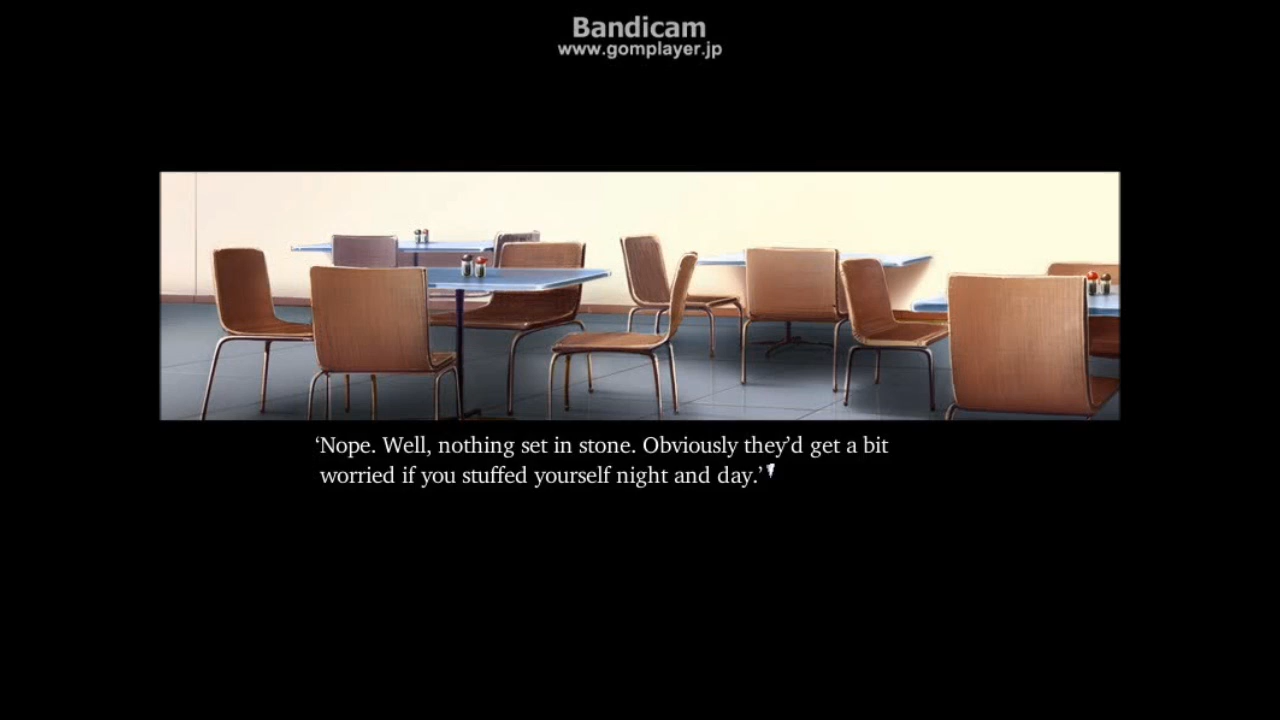 Bandicam
www.gomplayer.jp
‘Nope. Well, nothing set in stone. Obviously they’d get a bit
worried if you stuffed yourself night and day.’